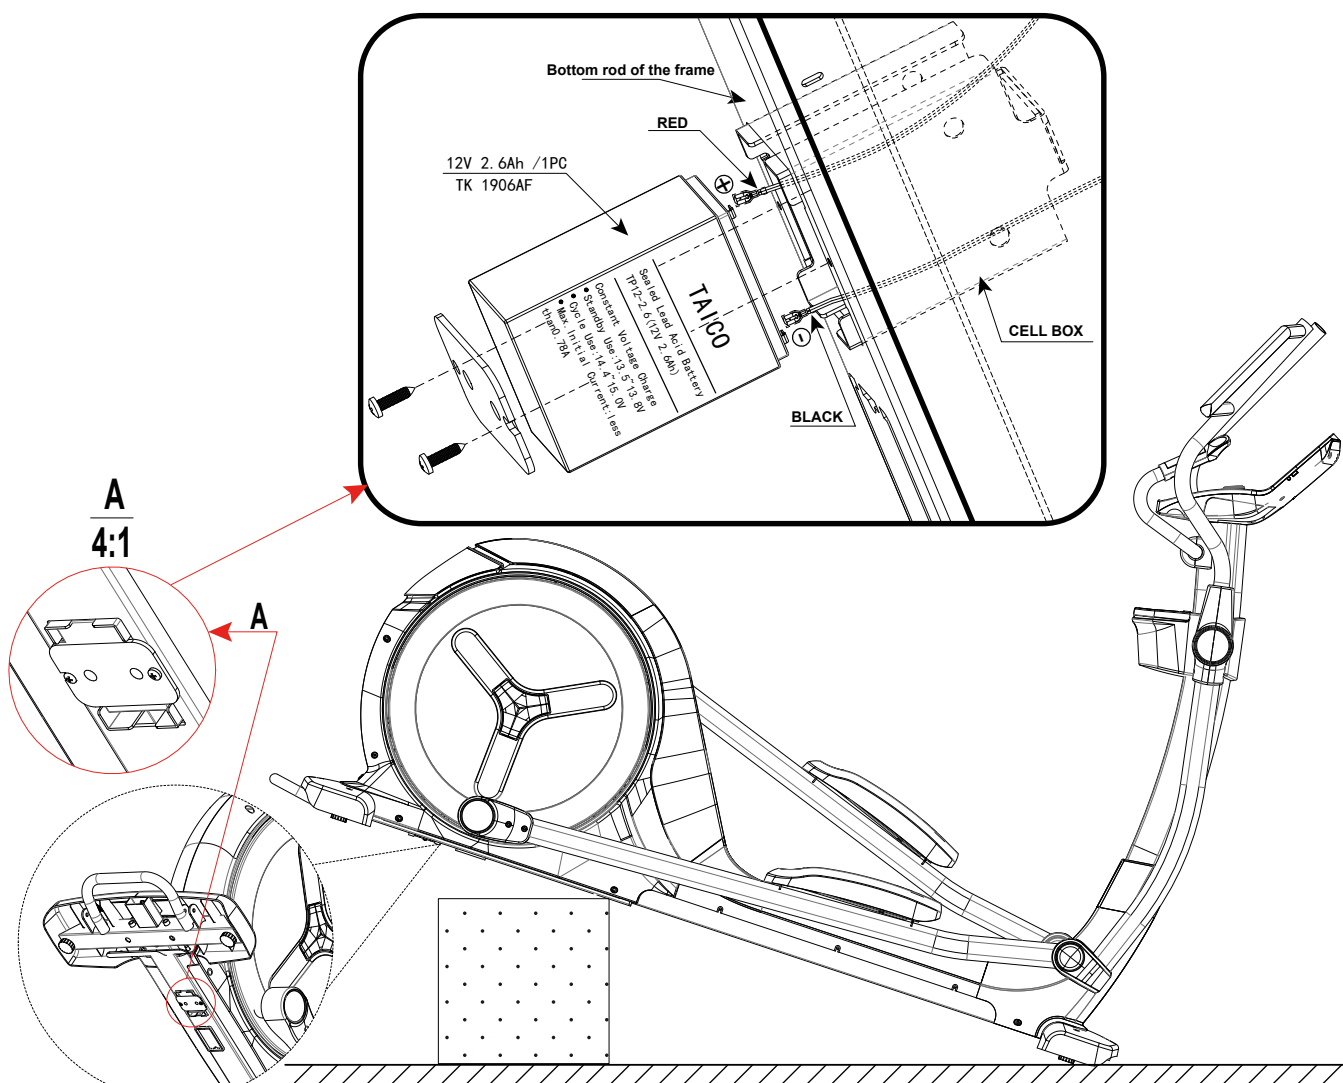 Bottom rod of the frame
RED
12V 2.6Ah /1PC
TK 1906AF
+
TAICO
Sealed Lead Acid Battery
TP12-2.6(12V 2.6Ah)
Constant Voltage Charge
• Standby Use:13.5~13.8V
• Cycle Use:14.4~15.0V
• Max.Initial Current:less
than0.78A
-
CELL BOX
BLACK
A
4:1
A